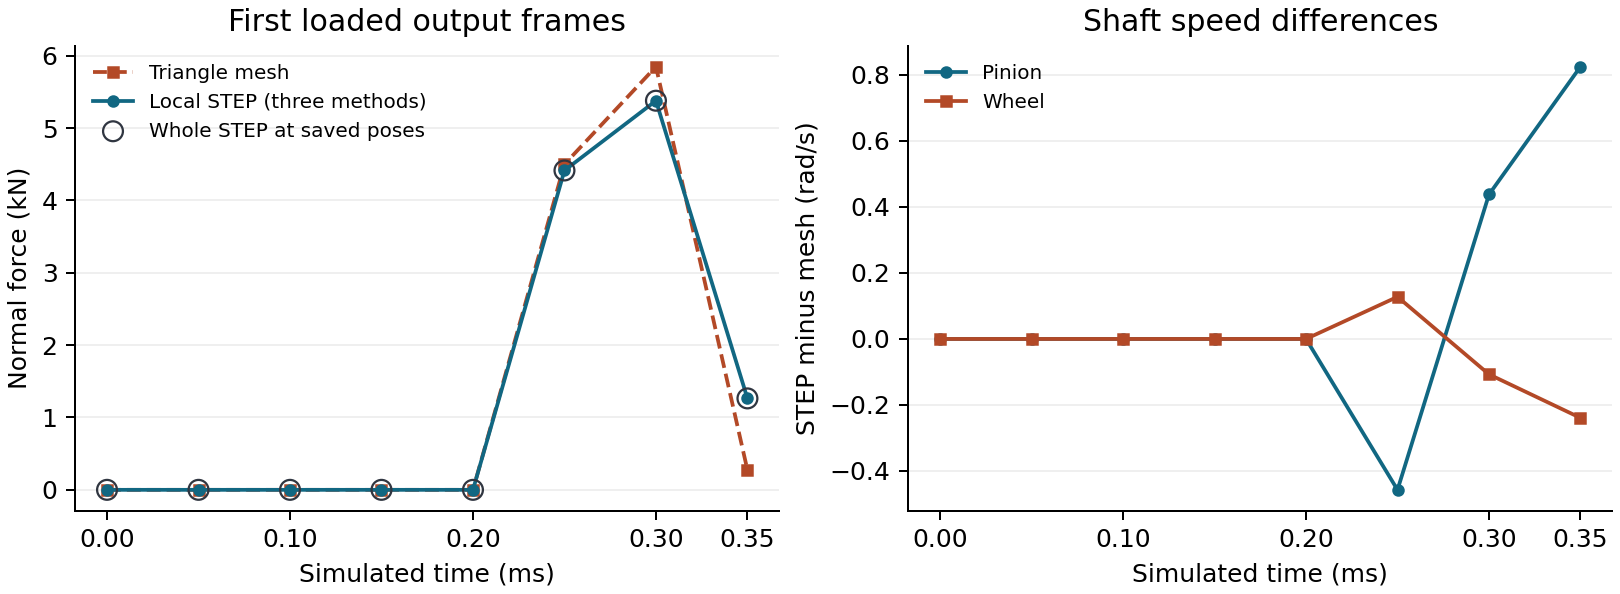 First loaded output frames
Triangle mesh
Local STEP (three methods)
Whole STEP at saved poses
Normal force (kN)
6
5
4
3
2
1
0
0.00
0.10
0.20
0.30
0.35
Simulated time (ms)
Shaft speed differences
Pinion
Wheel
STEP minus mesh (rad/s)
0.8
0.6
0.4
0.2
0.0
−0.2
−0.4
0.00
0.10
0.20
0.30
0.35
Simulated time (ms)